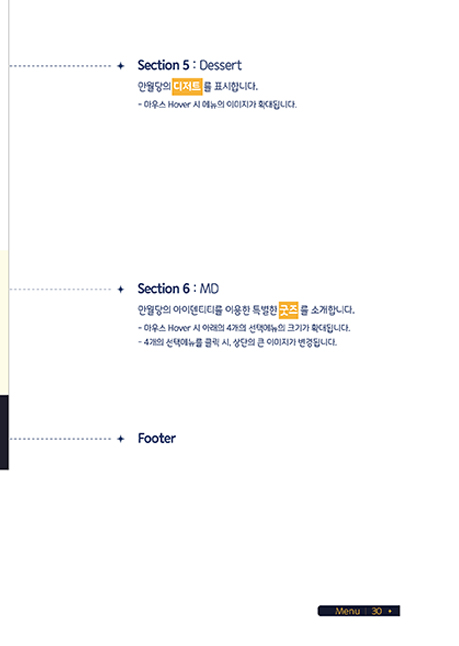 Section 5 : Dessert
만월당의 디저트 를 표시합니다.
- 마우스 Hover 시 메뉴의 이미지가 확대됩니다.
Section 6 : MD
만월당의 아이덴티티를 이용한 특별한 굿즈 를 소개합니다.
- 마우스 Hover 시 아래의 4개의 선택메뉴의 크기가 확대됩니다.
- 4개의 선택메뉴를 클릭 시, 상단의 큰 이미지가 변경됩니다.
Footer
Menu | 30